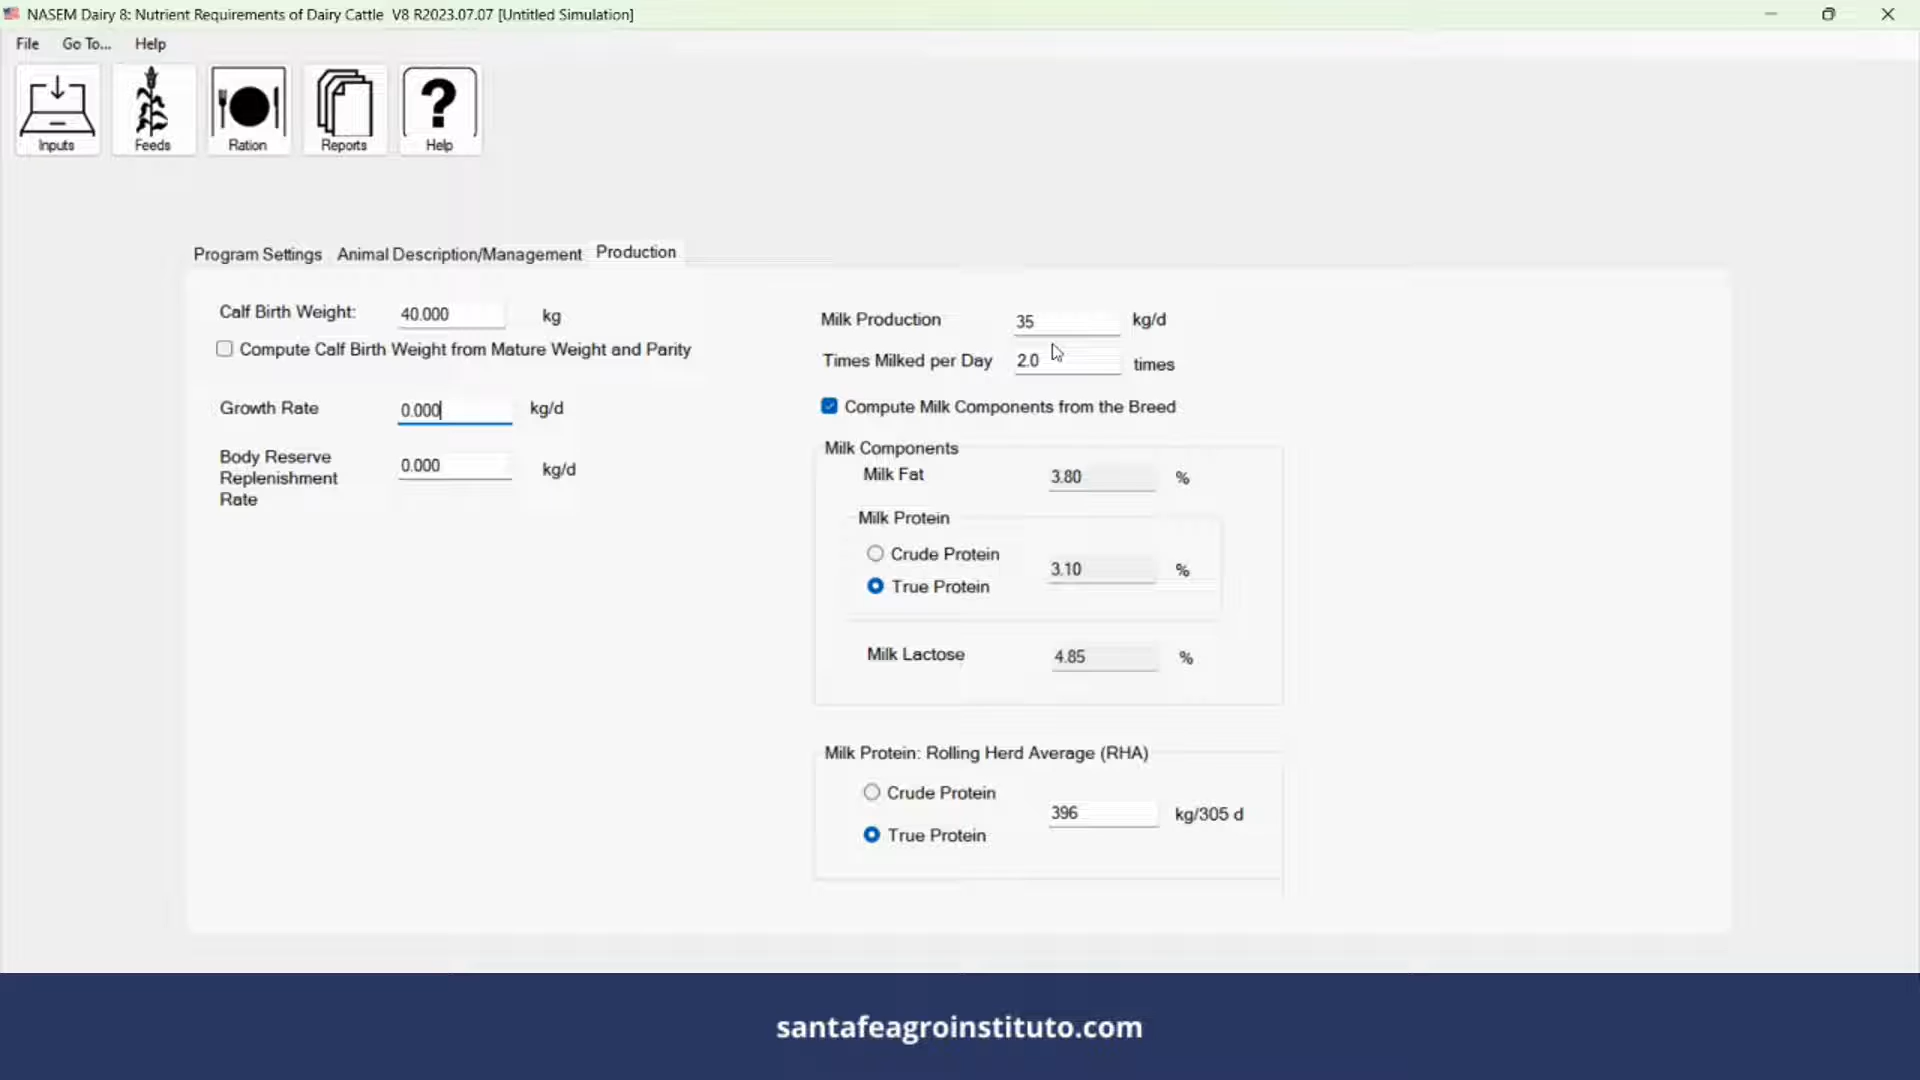 NASEM Dairy 8: Nutrient Requirements of Dairy Cattle V8 R2023.07.07 [Untitled Simulation]
File Go To... Help
Inputs Feeds Ration Reports Help
Program Settings Animal Description/Management Production
Calf Birth Weight: 40.000 kg
Compute Calf Birth Weight from Mature Weight and Parity
Growth Rate 0.000 kg/d
Body Reserve
Replenishment
Rate
0.000 kg/d
Milk Production 35 kg/d
Times Milked per Day 2.0 times
Compute Milk Components from the Breed
Milk Components
Milk Fat 3.80 %
Milk Protein
Crude Protein
True Protein
3.10 %
Milk Lactose 4.85 %
Milk Protein: Rolling Herd Average (RHA)
Crude Protein
True Protein
396 kg/305 d
santafeagroinstituto.com